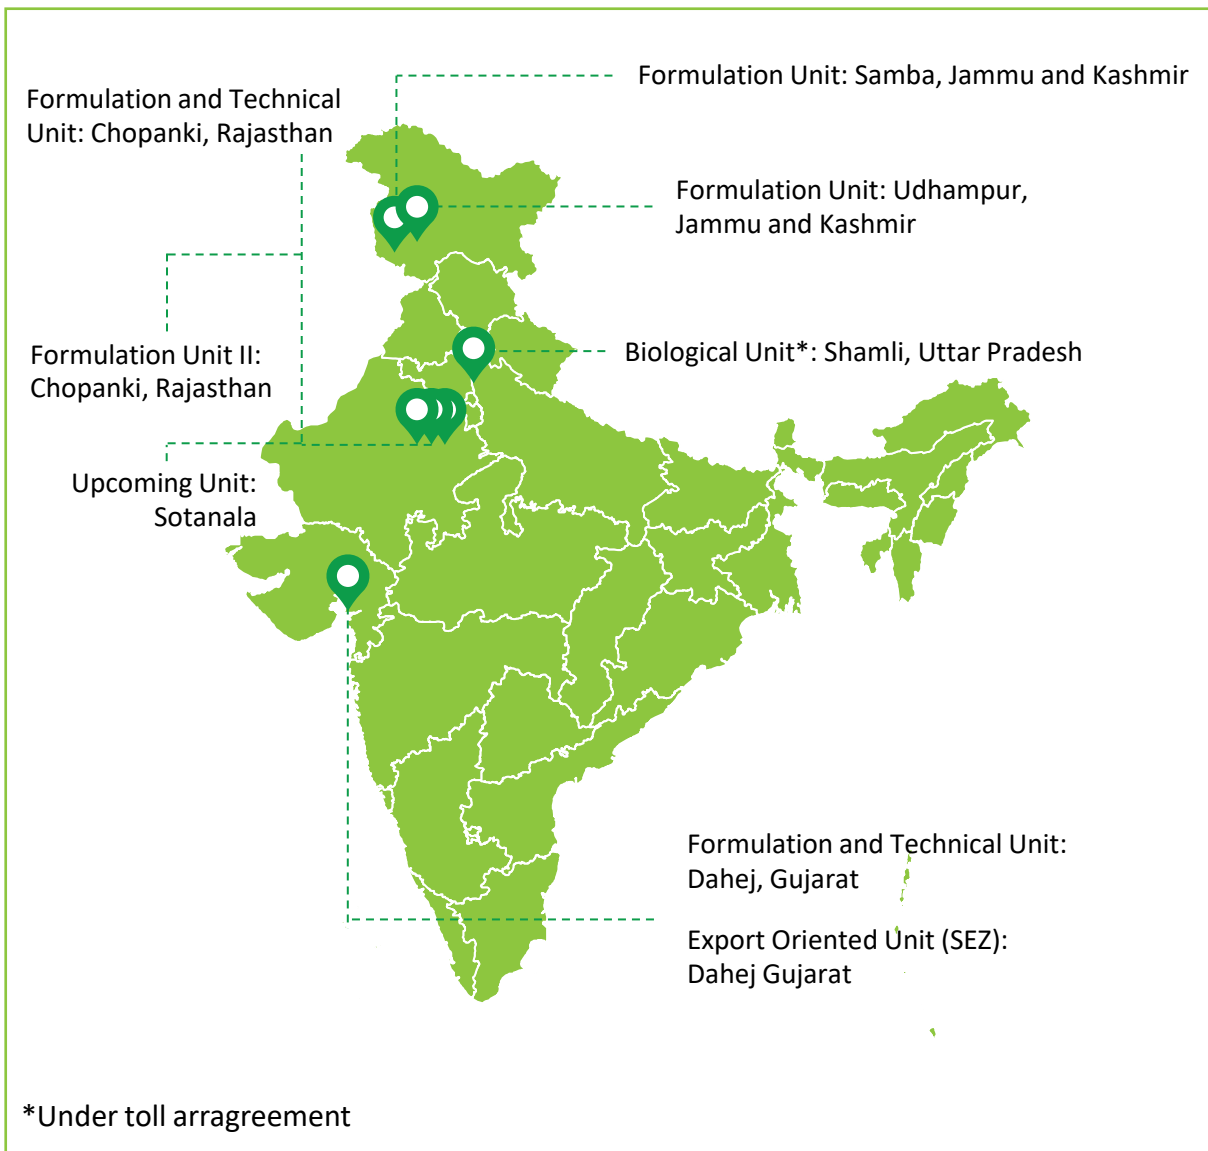 Formulation Unit: Samba, Jammu and Kashmir
Formulation and Technical
Unit: Chopanki, Rajasthan
Formulation Unit: Udhampur,
Jammu and Kashmir
Formulation Unit II:
Chopanki, Rajasthan
Biological Unit*: Shamli, Uttar Pradesh
Upcoming Unit:
Sotanala
Formulation and Technical Unit:
Dahej, Gujarat
Export Oriented Unit (SEZ):
Dahej Gujarat
*Under toll arragreement